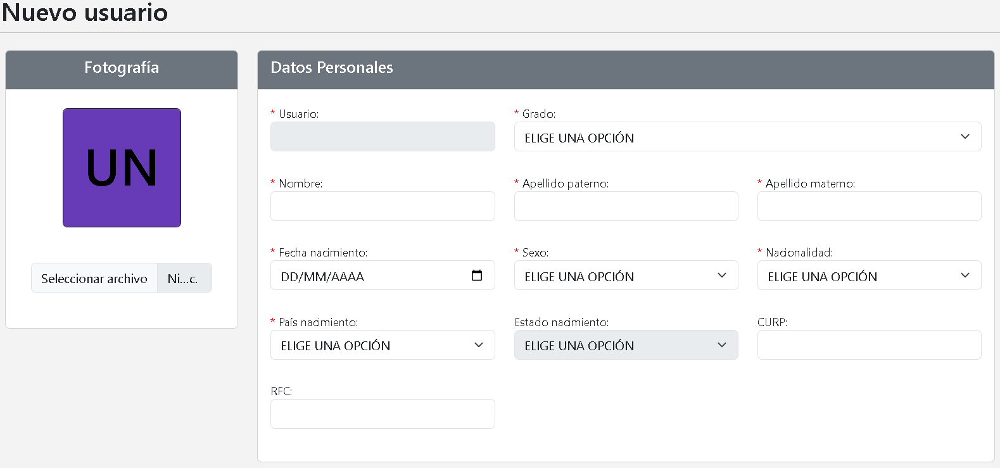 Nuevo usuario
Fotografía
UN
Seleccionar archivo Ni...c.
Datos Personales
* Usuario: * Grado:
ELIGE UNA OPCIÓN
* Nombre: * Apellido paterno: * Apellido materno:
* Fecha nacimiento: * Sexo: * Nacionalidad:
DD/MM/AAAA ELIGE UNA OPCIÓN ELIGE UNA OPCIÓN
* País nacimiento: Estado nacimiento: CURP:
ELIGE UNA OPCIÓN ELIGE UNA OPCIÓN
RFC: